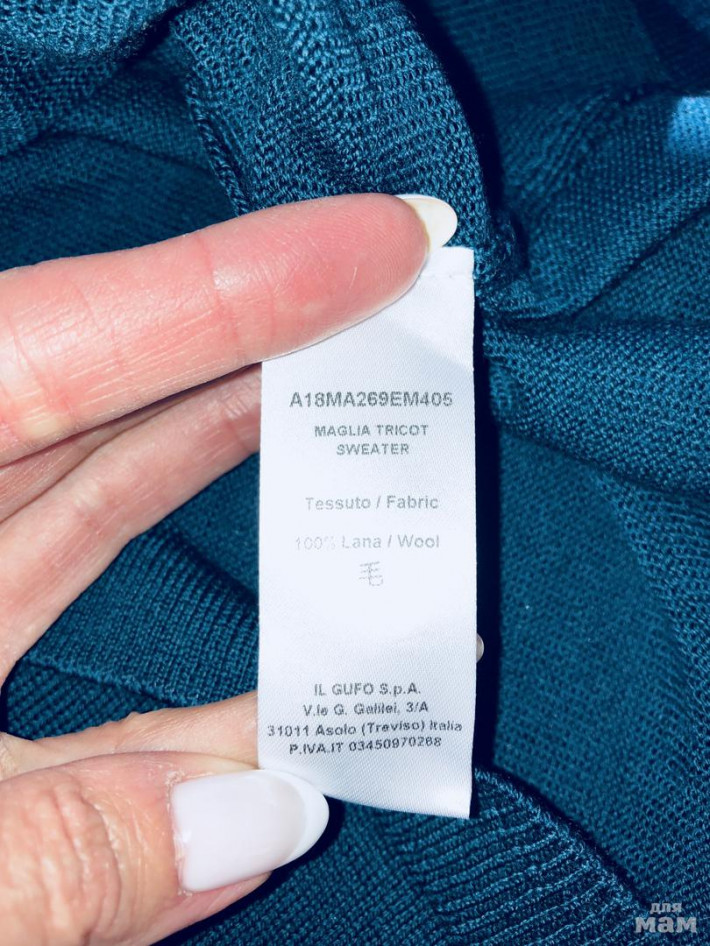 A18MA269EM405
MAGLIA TRICOT
SWEATER
Tessuto / Fabric
100% Lana / Wool
毛
IL GUFO S.p.A.
V.le G. Galilei, 3/A
31011 Asolo (Treviso) Italia
P.IVA.IT 03450970268
для
мам